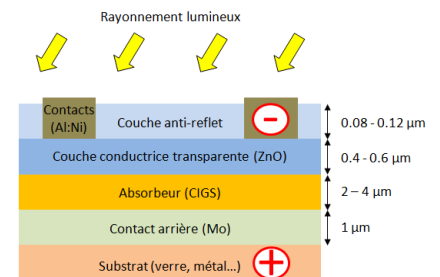 Rayonnement lumineux
Contacts
(Al:Ni)
Couche anti-reflet
-
0.08 - 0.12 µm
Couche conductrice transparente (ZnO)
0.4 - 0.6 µm
Absorbeur (CIGS)
2 – 4 µm
Contact arrière (Mo)
1 µm
Substrat (verre, métal...)
+